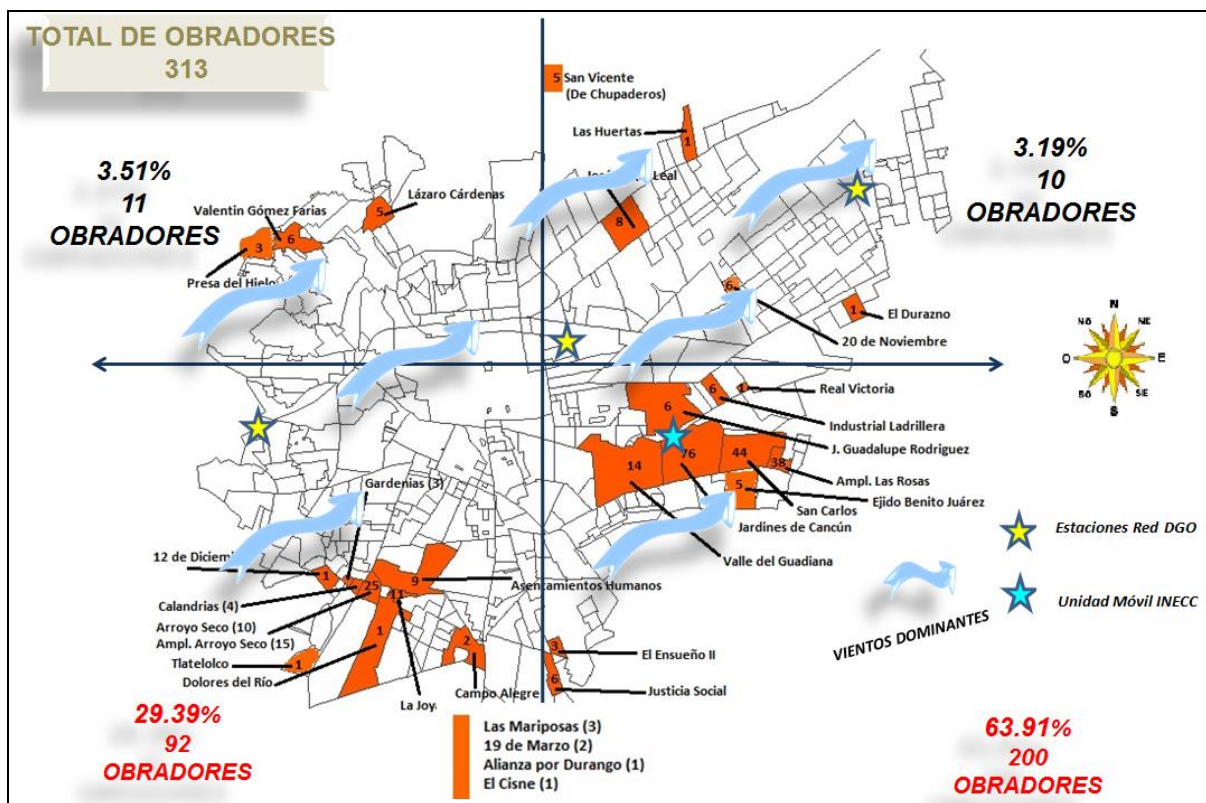 TOTAL DE OBRADORES
313
5 San Vicente
(De Chupaderos)
Las Huertas
1
3.51%
11
OBRADORES
3.19%
10
OBRADORES
Lázaro Cárdenas
5
Valentin Gómez Farias
6
3
Presa del Hielo
Leal
8
6
20 de Noviembre
1
El Durazno
N
NO
NE
O
E
SO
SE
S
Real Victoria
1
6
Industrial Ladrillera
6
J. Guadalupe Rodriguez
14
76
44
38
Ampl. Las Rosas
5
Ejido Benito Juárez
San Carlos
Jardines de Cancún
Valle del Guadiana
Gardenias (3)
12 de Diciemb
1
25
9
11
Asentamientos Humanos
Calandrias (4)
Arroyo Seco (10)
Ampl. Arroyo Seco (15)
Tlatelolco
1
Dolores del Río
1
La Joy
2
Campo Alegre
3
El Ensueño II
6
Justicia Social
Estaciones Red DGO
Unidad Móvil INECC
VIENTOS DOMINANTES
29.39%
92
OBRADORES
Las Mariposas (3)
19 de Marzo (2)
Alianza por Durango (1)
El Cisne (1)
63.91%
200
OBRADORES